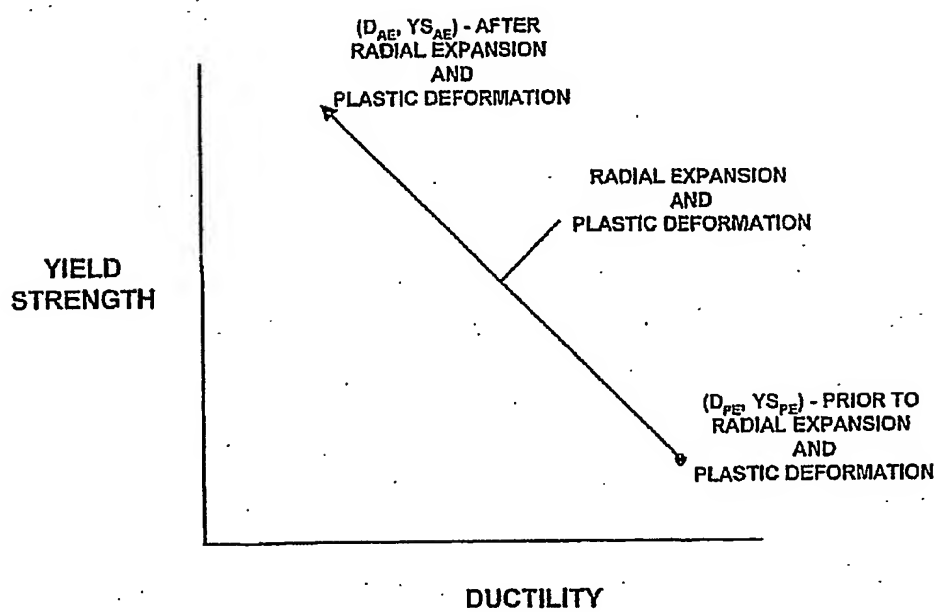 (D_AE, YS_AE) - AFTER
RADIAL EXPANSION
AND
PLASTIC DEFORMATION
RADIAL EXPANSION
AND
PLASTIC DEFORMATION
YIELD
STRENGTH
(D_PE, YS_PE) - PRIOR TO
RADIAL EXPANSION
AND
PLASTIC DEFORMATION
DUCTILITY